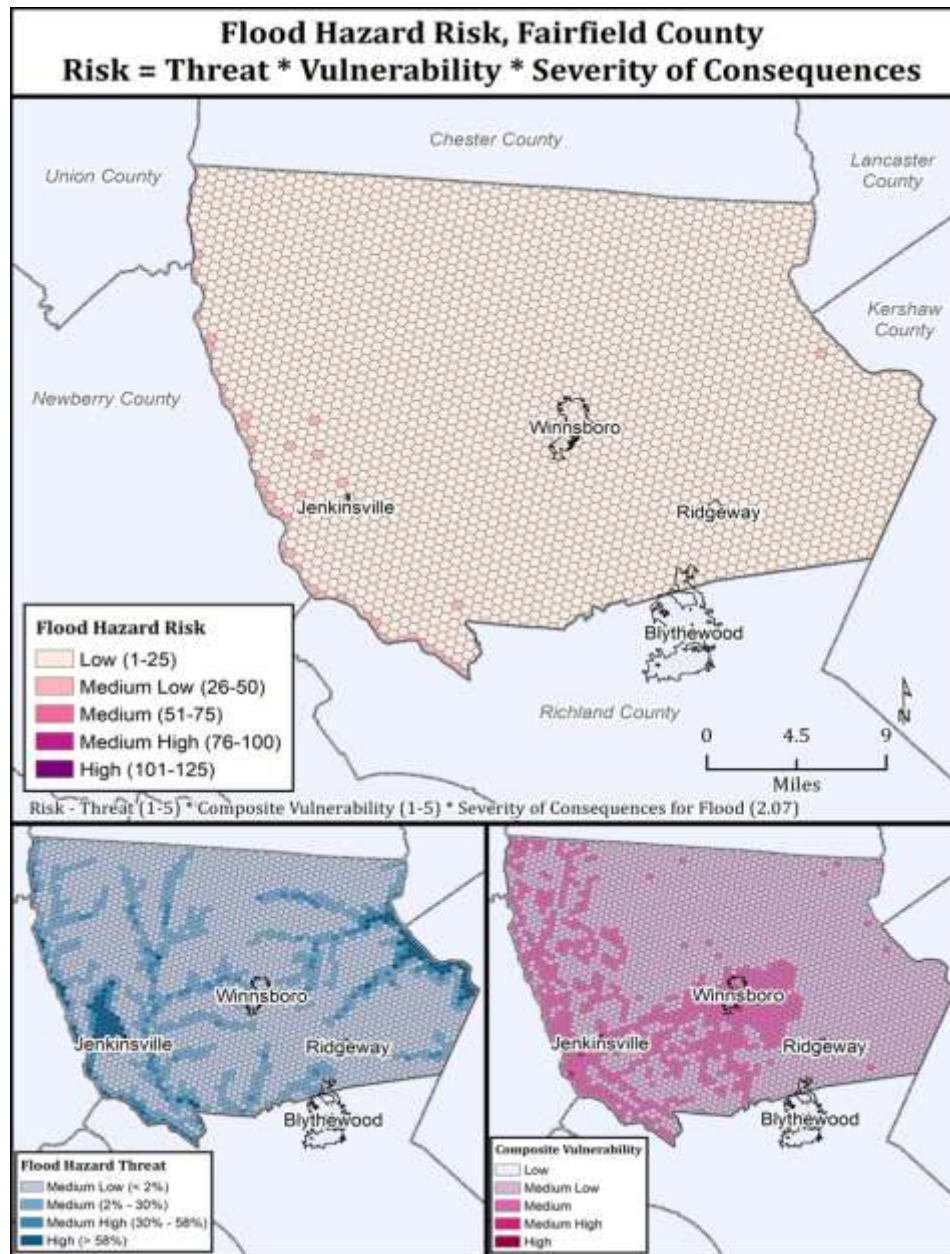 Flood Hazard Risk, Fairfield County
Risk = Threat * Vulnerability * Severity of Consequences
Chester County
Union County
Lancaster
County
Kershaw
County
Newberry County
Winnsboro
Jenkinsville
Ridgeway
Blythewood
Richland County
Flood Hazard Risk
Low (1-25)
Medium Low (26-50)
Medium (51-75)
Medium High (76-100)
High (101-125)
N
0 4.5 9
Miles
Risk - Threat (1-5) * Composite Vulnerability (1-5) * Severity of Consequences for Flood (2.07)
Winnsboro
Jenkinsville
Ridgeway
Blythewood
Flood Hazard Threat
Medium Low (< 2%)
Medium (2% - 30%)
Medium High (30% - 58%)
High (> 58%)
Winnsboro
Jenkinsville
Ridgeway
Blythewood
Composite Vulnerability
Low
Medium Low
Medium
Medium High
High